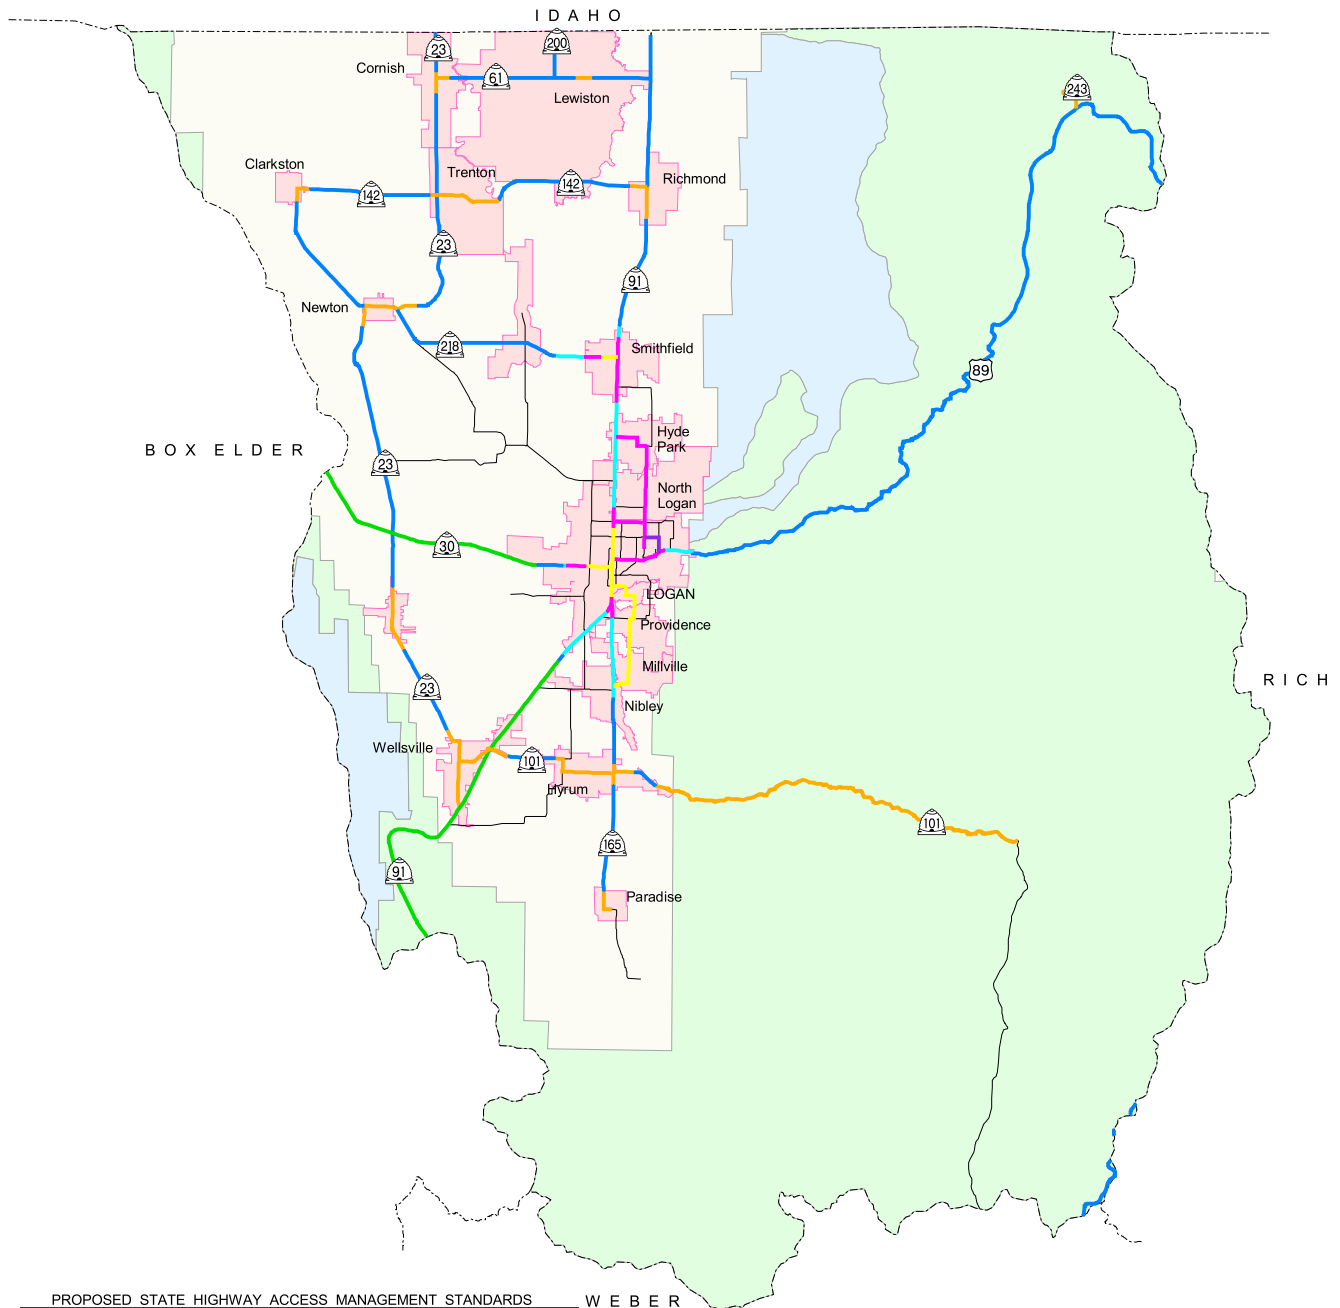 IDAHO
23
200
Cornish
61
Lewiston
243
Clarkston
Trenton
142
142
Richmond
23
91
Newton
218
Smithfield
89
Hyde
Park
BOX ELDER
23
North
Logan
30
LOGAN
Providence
Millville
RICH
23
Nibley
Wellsville
101
Hyrum
101
165
91
Paradise
PROPOSED STATE HIGHWAY ACCESS MANAGEMENT STANDARDS
WEBER